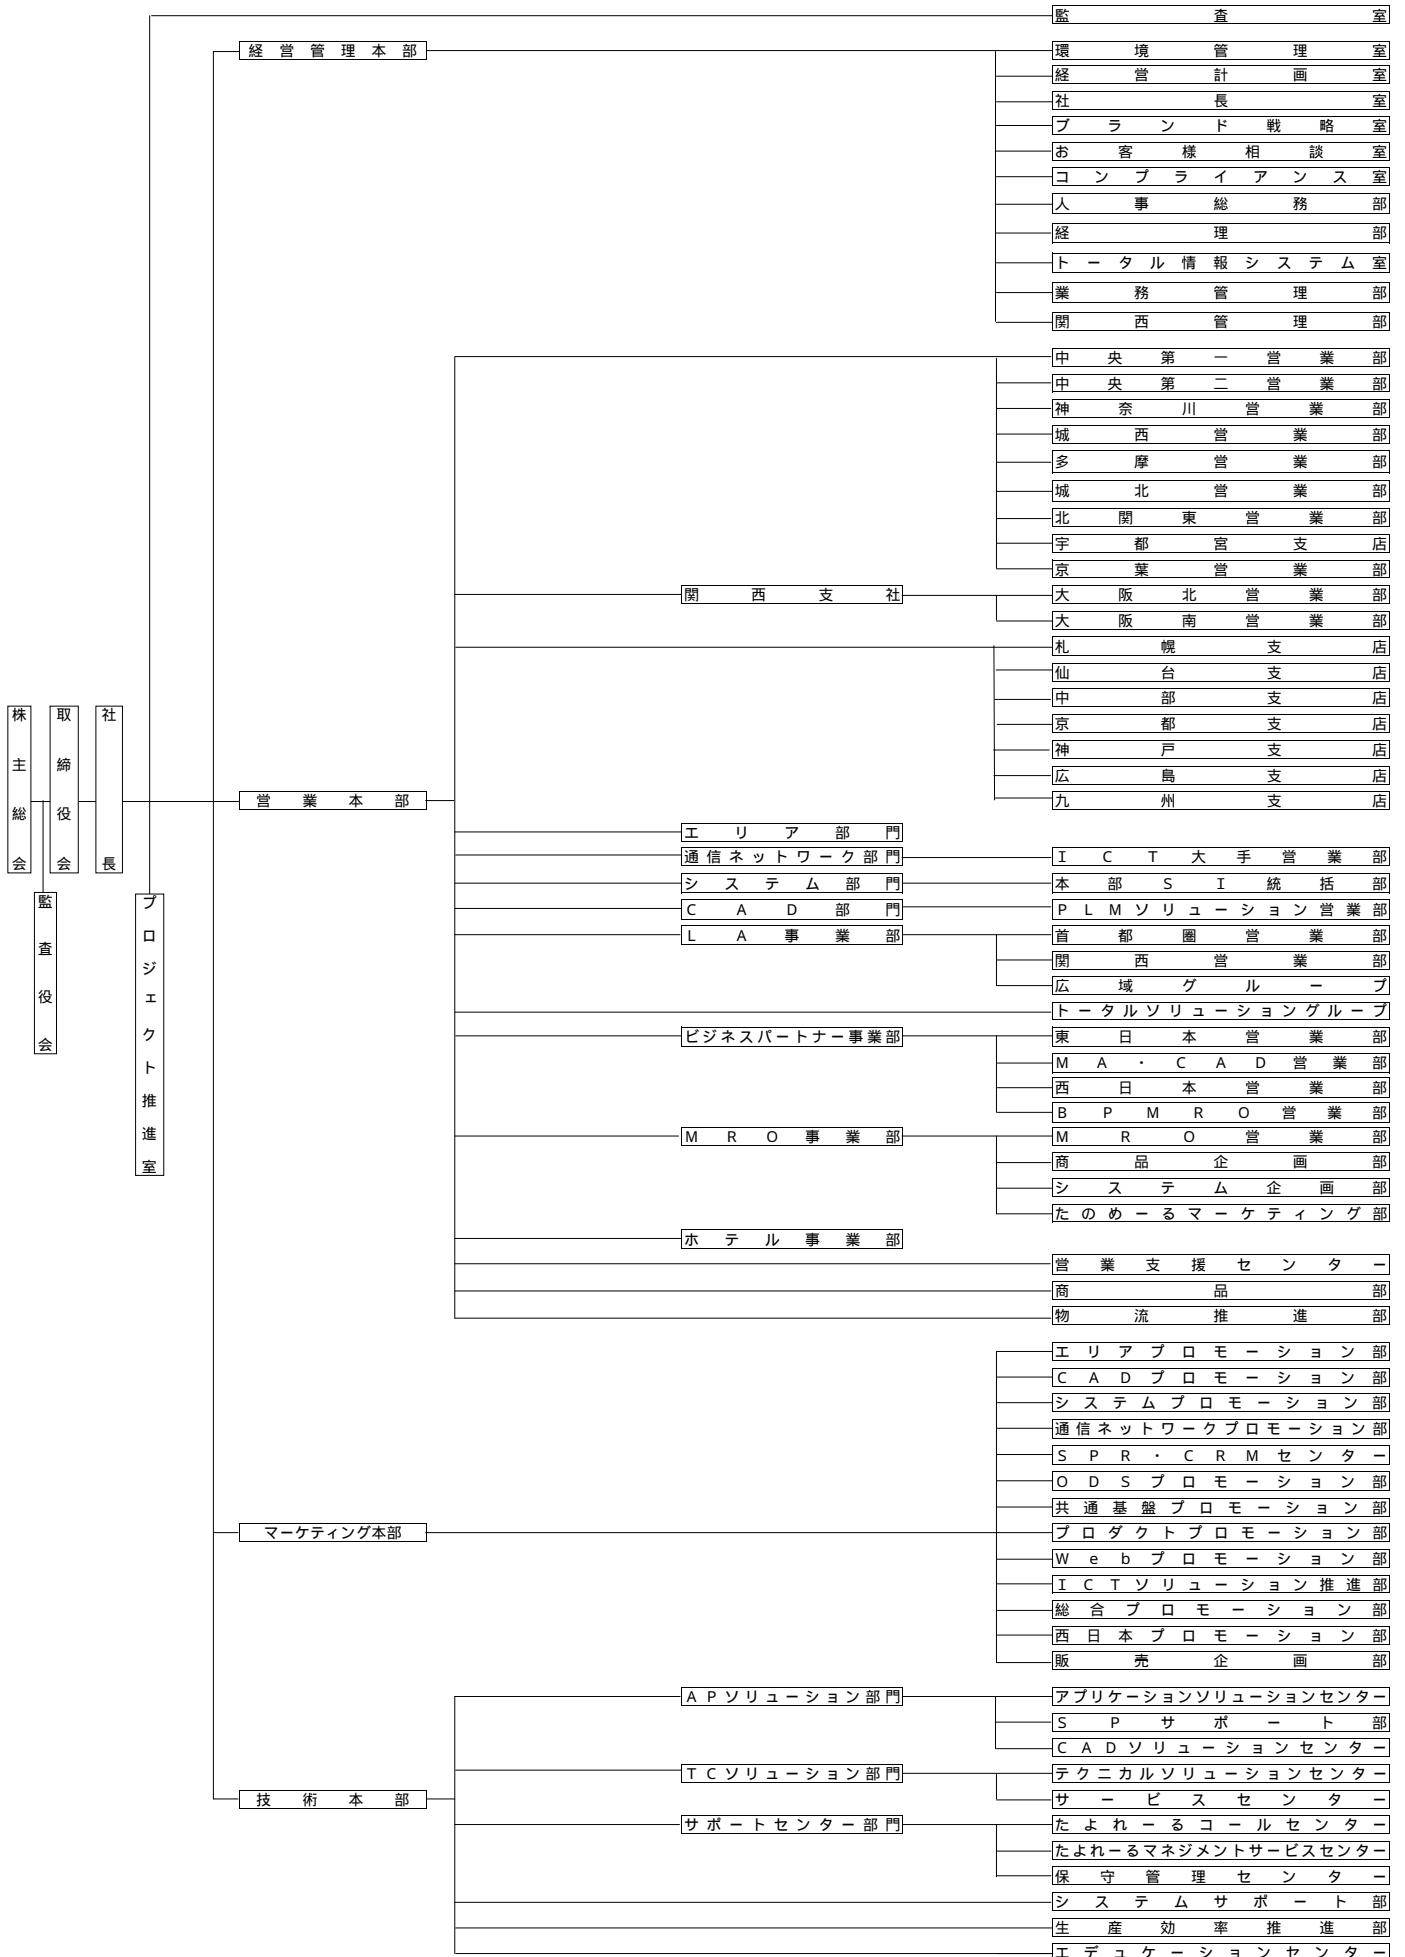 監査室
経営管理本部
環境管理室
経営計画室
社長室
ブランド戦略室
お客様相談室
コンプライアンス室
人事総務部
経理部
トータル情報システム室
業務管理部
関西管理部
中央第一営業部
中央第二営業部
神奈川営業部
城西営業部
多摩営業部
城北営業部
北関東営業部
宇都宮支店
京葉営業部
関西支社
大阪北営業部
大阪南営業部
札幌支店
仙台支店
中部支店
京都支店
神戸支店
広島支店
九州支店
株主総会
取締役会
社長
営業本部
監査役会
プロジェクト推進室
エリア部門
通信ネットワーク部門
ICT大手営業部
システム部門
本部SI統括部
CAD部門
PLMソリューション営業部
LA事業部
首都圏営業部
関西営業部
広域グループ
トータルソリューショングループ
ビジネスパートナー事業部
東日本営業部
MA・CAD営業部
西日本営業部
BPMRO営業部
MRO事業部
MRO営業部
商品企画部
システム企画部
たのめーるマーケティング部
ホテル事業部
営業支援センター
商品部
物流推進部
エリアプロモーション部
CADプロモーション部
システムプロモーション部
通信ネットワークプロモーション部
SPR・CRMセンター
ODSプロモーション部
共通基盤プロモーション部
マーケティング本部
プロダクトプロモーション部
Webプロモーション部
ICTソリューション推進部
総合プロモーション部
西日本プロモーション部
販売企画部
APソリューション部門
アプリケーションソリューションセンター
SPサポート部
CADソリューションセンター
TCソリューション部門
テクニカルソリューションセンター
技術本部
サービスセンター
サポートセンター部門
たよれーるコールセンター
たよれーるマネジメントサービスセンター
保守管理センター
システムサポート部
生産効率推進部
エデュケーションセンター